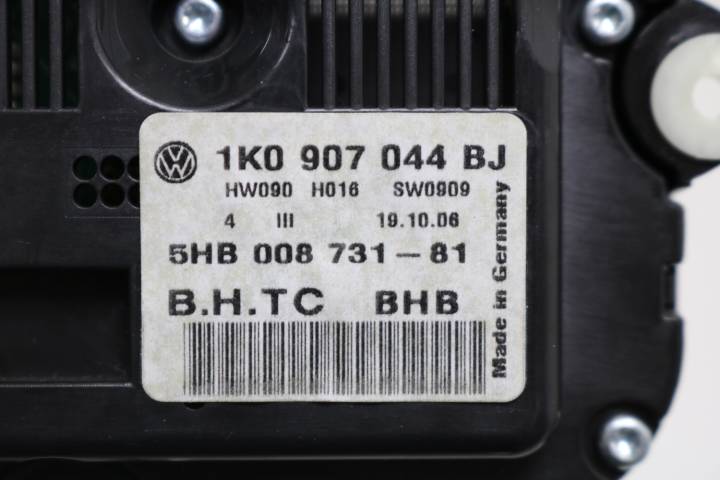 1K0 907 044 BJ
HW090 H016 SW0909
4 III 19.10.06
5HB 008 731-81
B.H.TC BHB
Made in Germany